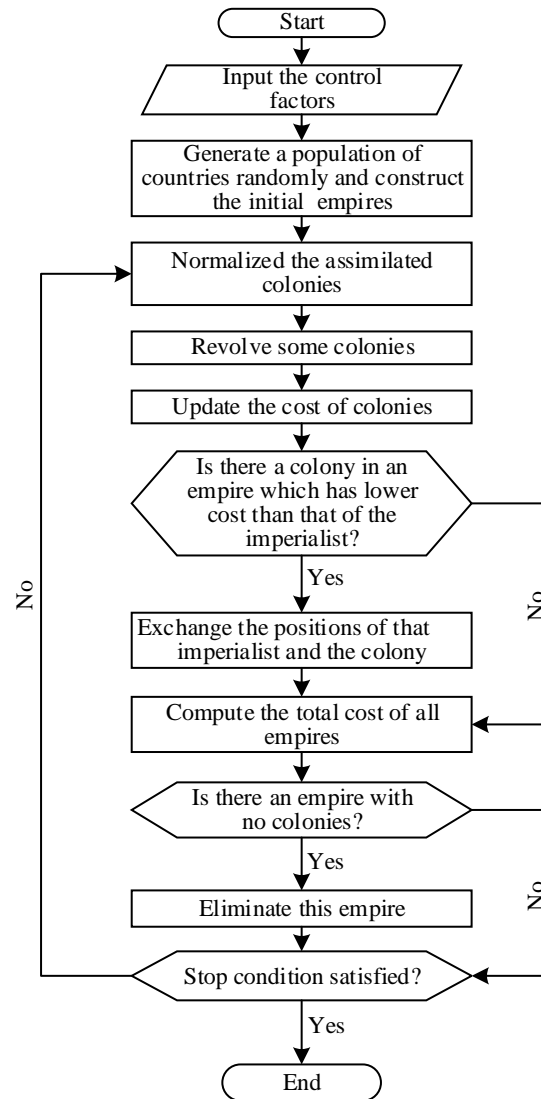 Start
Input the control
factors
Generate a population of
countries randomly and construct
the initial empires
Normalized the assimilated
colonies
Revolve some colonies
Update the cost of colonies
Is there a colony in an
empire which has lower
cost than that of the
imperialist?
Yes
No
No
Exchange the positions of that
imperialist and the colony
Compute the total cost of all
empires
Is there an empire with
no colonies?
Yes
No
Eliminate this empire
Stop condition satisfied?
Yes
End